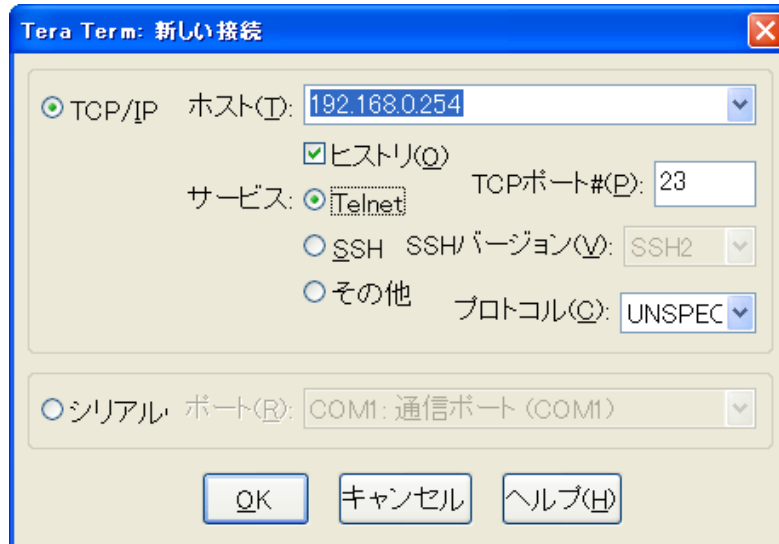 Tera Term: 新しい接続
TCP/IP ホスト(T): 192.168.0.254
ヒストリ(O)
サービス: Telnet TCPポート#(P): 23
SSH SSHバージョン(V): SSH2
その他 プロトコル(C): UNSPEC
シリアル ポート(R): COM1: 通信ポート (COM1)
OK キャンセル ヘルプ(H)